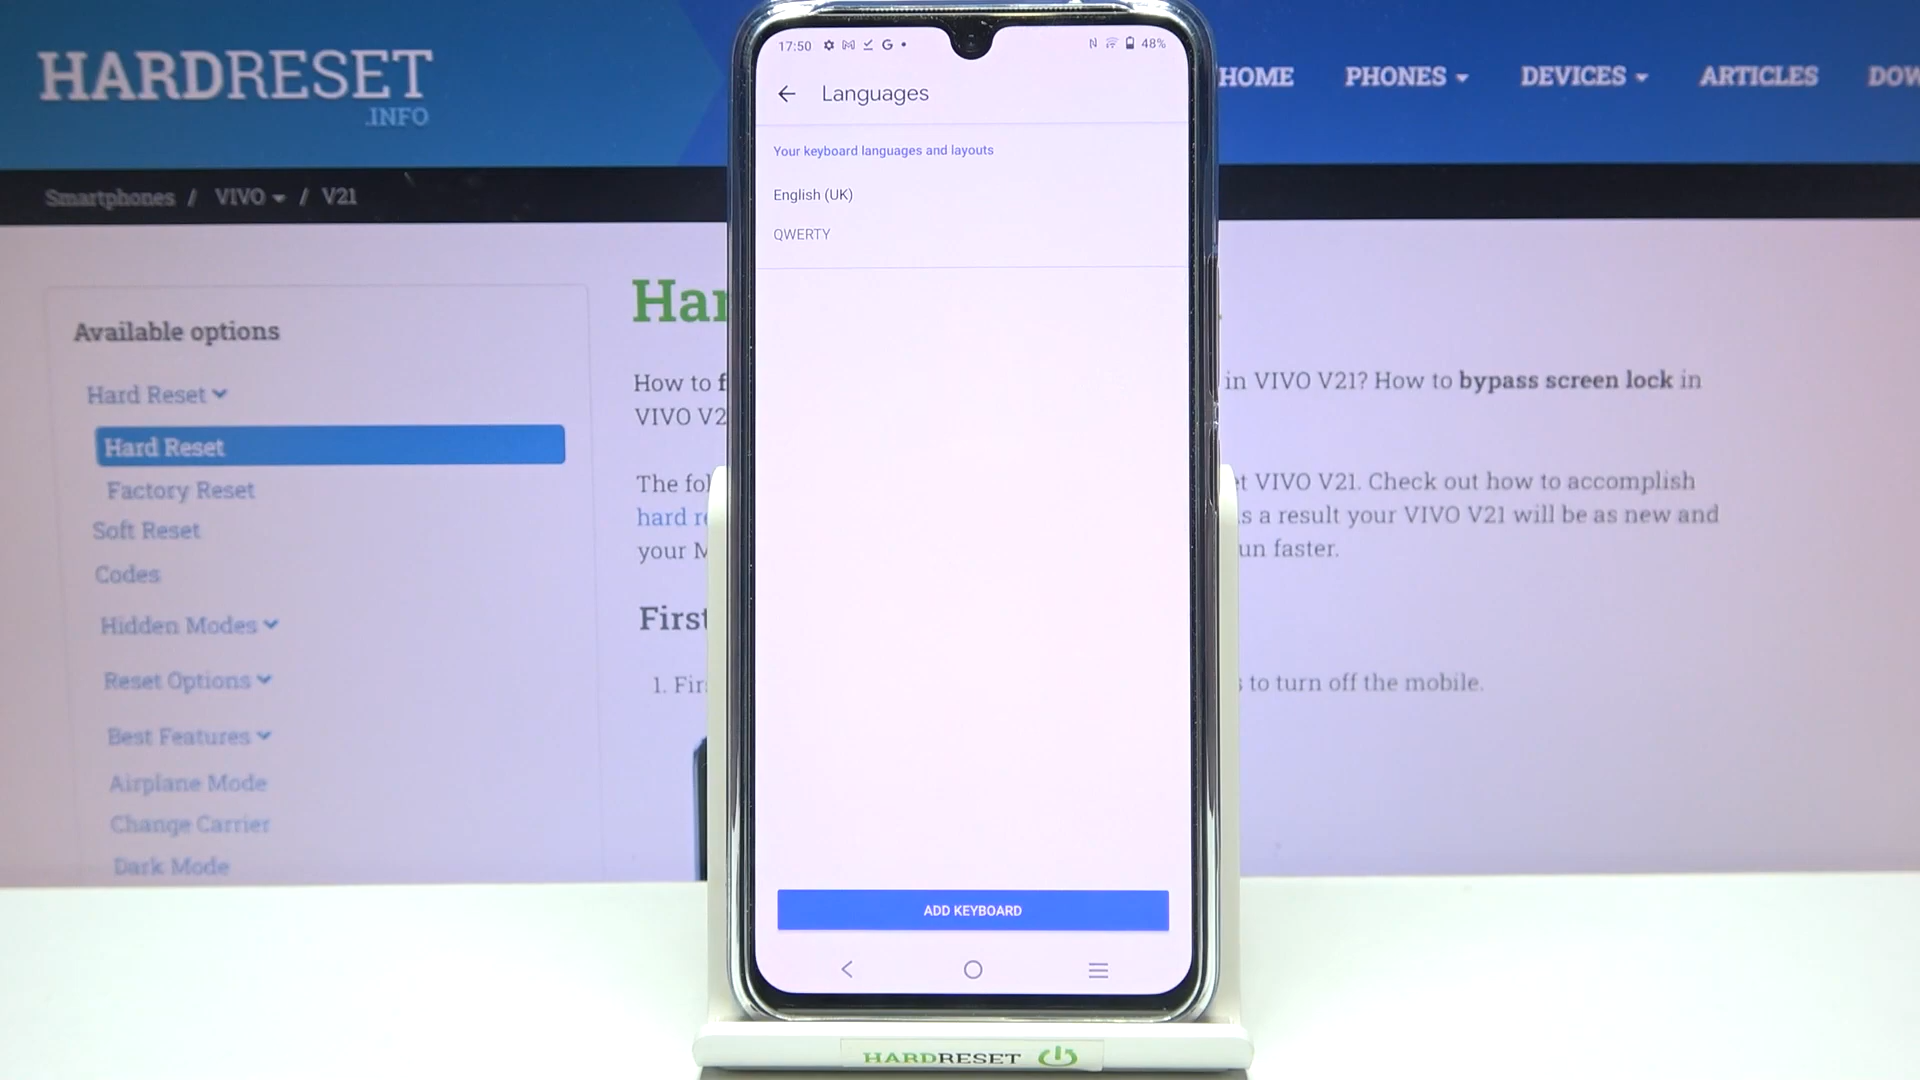 HARDRESET
.INFO
HOME PHONES DEVICES ARTICLES
Smartphones / VIVO / V21
17:50 48%
Languages
Your keyboard languages and layouts
English (UK)
QWERTY
ADD KEYBOARD
Available options
Hard Reset
Hard Reset
Factory Reset
Soft Reset
Codes
Hidden Modes
Reset Options
Best Features
Airplane Mode
Change Carrier
Dark Mode
How to in VIVO V21? How to bypass screen lock in
VIVO
The VIVO V21. Check out how to accomplish
hard a result your VIVO V21 will be as new and
your faster.
First
1. to turn off the mobile.
HARDRESET